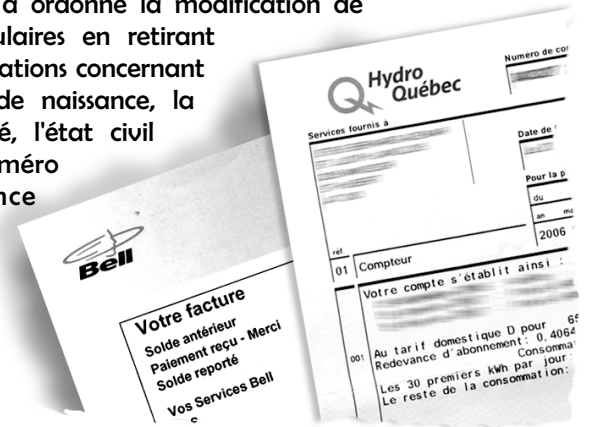 a ordonné la modification de
ulaires en retirant
ations concernant
de naissance, la
é, l'état civil
méro
nce
Hydro
Québec
Numéro de co
Services fournis à
Date de
Pour la p
du
an mo
2006
réf
01 Compteur
Votre compte s'établit ainsi :
001 Au tarif domestique D pour 65
Redevance d'abonnement: 0,4064
Consomma
Les 30 premiers kWh par jour:
Le reste de la consommation:
Bell
Votre facture
Solde antérieur
Paiement reçu - Merci
Solde reporté
Vos Services Bell